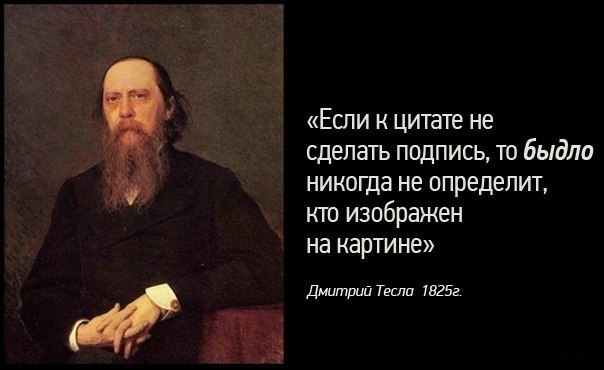 «Если к цитате не
сделать подпись, то быдло
никогда не определит,
кто изображен
на картине»
Дмитрий Тесла 1825г.